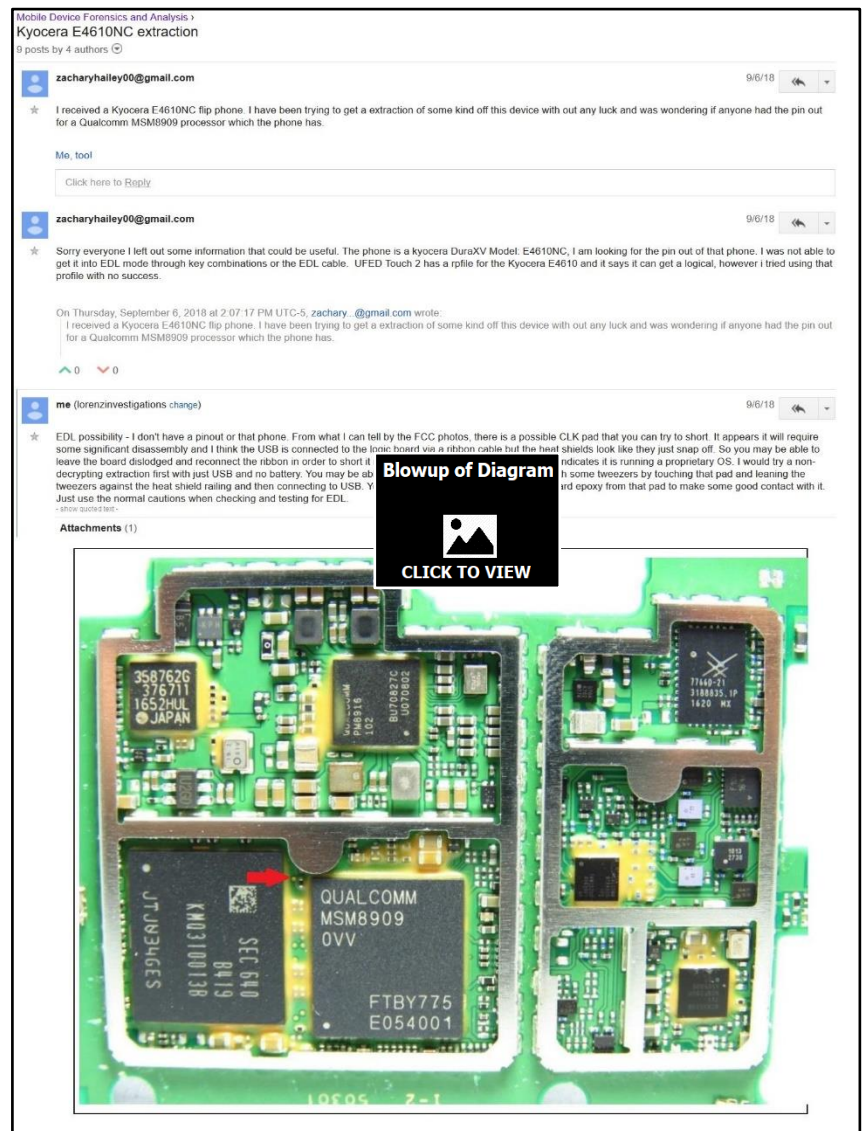 Mobile Device Forensics and Analysis ›
Kyocera E4610NC extraction
9 posts by 4 authors
zacharyhailey00@gmail.com
9/6/18
I received a Kyocera E4610NC flip phone. I have been trying to get a extraction of some kind off this device with out any luck and was wondering if anyone had the pin out
for a Qualcomm MSM8909 processor which the phone has.
Me, too!
Click here to Reply
zacharyhailey00@gmail.com
9/6/18
Sorry everyone I left out some information that could be useful. The phone is a kyocera DuraXV Model: E4610NC, I am looking for the pin out of that phone. I was not able to
get it into EDL mode through key combinations or the EDL cable. UFED Touch 2 has a rpfile for the Kyocera E4610 and it says it can get a logical, however i tried using that
profile with no success.
On Thursday, September 6, 2018 at 2:07:17 PM UTC-5, zachary...@gmail.com wrote:
I received a Kyocera E4610NC flip phone. I have been trying to get a extraction of some kind off this device with out any luck and was wondering if anyone had the pin out
for a Qualcomm MSM8909 processor which the phone has.
0
0
me (lorenzinvestigations change)
9/6/18
EDL possibility - I don't have a pinout or that phone. From what I can tell by the FCC photos, there is a possible CLK pad that you can try to short. It appears it will require
some significant disassembly and I think the USB is connected to the logic board via a ribbon cable but the heat shields look like they just snap off. So you may be able to
leave the board dislodged and reconnect the ribbon in order to short it ndicates it is running a proprietary OS. I would try a non-
decrypting extraction first with just USB and no battery. You may be ab h some tweezers by touching that pad and leaning the
tweezers against the heat shield railing and then connecting to USB. Y ard epoxy from that pad to make some good contact with it.
Just use the normal cautions when checking and testing for EDL.
- show quoted text -
Attachments (1)
Blowup of Diagram
CLICK TO VIEW
358762G
376711
1652HUL
JAPAN
QUALCOMM
PM8916
102
BU70827C
U070802
77660-21
3188835.1P
1620 MX
1013
2738
SEC 640
B419
KMQ310013B
JTJ034GES
QUALCOMM
MSM8909
0VV
FTBY775
E054001
50301
I-2